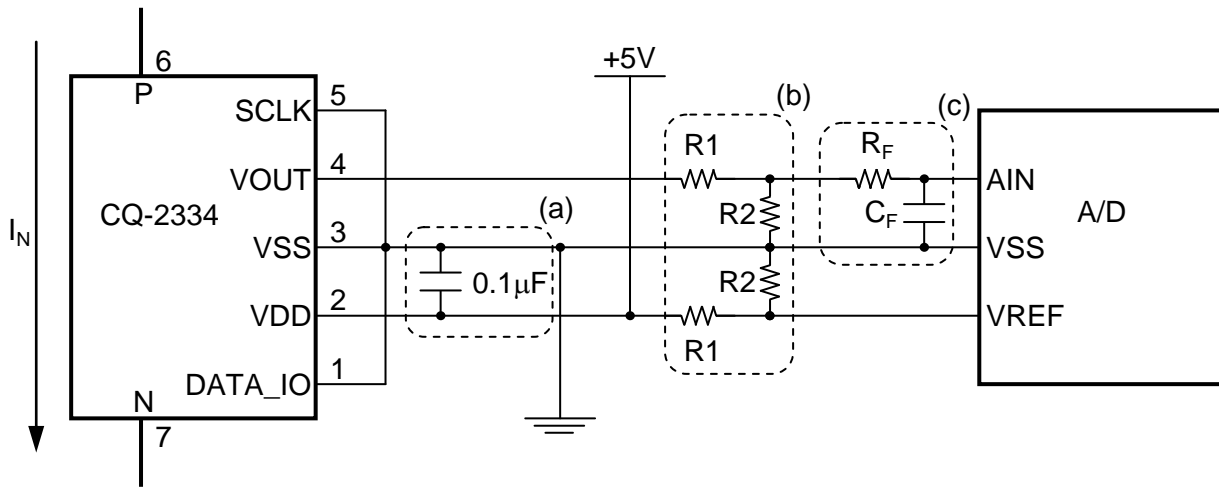 6
P
SCLK
5
VOUT
4
CQ-2334
I_N
VSS
3
VDD
2
DATA_IO
1
N
7
(a)
0.1μF
+5V
(b)
R1
R2
R2
R1
(c)
R_F
C_F
AIN
A/D
VSS
VREF